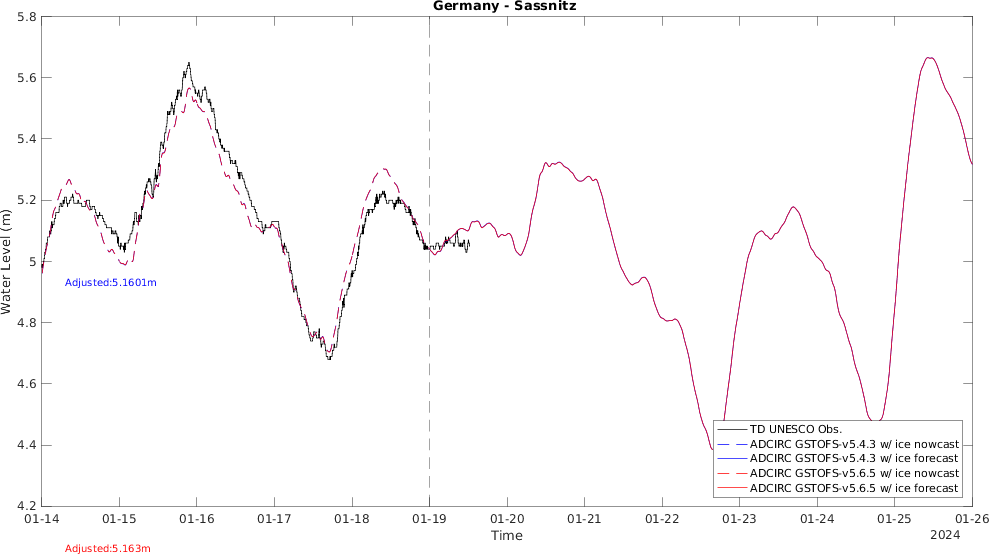 Germany - Sassnitz
5.8
5.6
5.4
5.2
5
4.8
4.6
4.4
4.2
Water Level (m)
Adjusted:5.1601m
TD UNESCO Obs.
ADCIRC GSTOFS-v5.4.3 w/ ice nowcast
ADCIRC GSTOFS-v5.4.3 w/ ice forecast
ADCIRC GSTOFS-v5.6.5 w/ ice nowcast
ADCIRC GSTOFS-v5.6.5 w/ ice forecast
01-14 01-15 01-16 01-17 01-18 01-19 01-20 01-21 01-22 01-23 01-24 01-25 01-26
Time
2024
Adjusted:5.163m